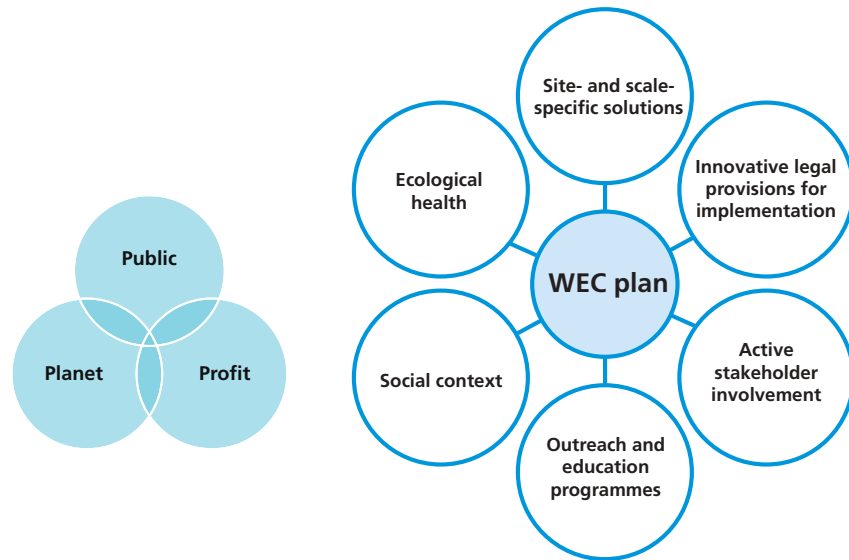 Public
Planet
Profit
Site- and scale-
specific solutions
Innovative legal
provisions for
implementation
Active
stakeholder
involvement
Outreach and
education
programmes
Social context
Ecological
health
WEC plan